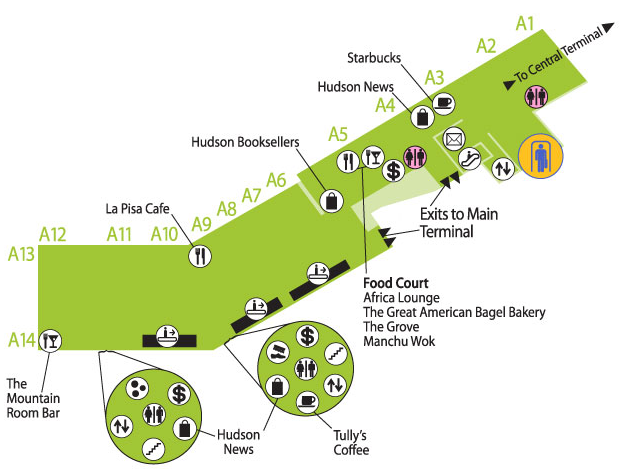 A1
A2
To Central Terminal
Starbucks
A3
Hudson News
A4
A5
Hudson Booksellers
A6
A7
A8
La Pisa Cafe
A9
A10
A11
A12
A13
Exits to Main
Terminal
Food Court
Africa Lounge
The Great American Bagel Bakery
The Grove
Manchu Wok
A14
The
Mountain
Room Bar
$
$
$
Hudson
News
Tully's
Coffee